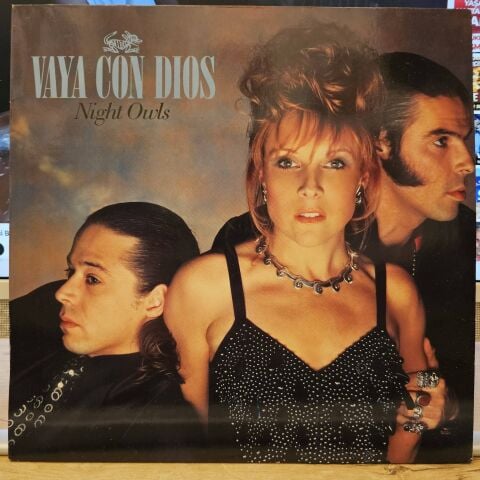 VAYA CON DIOS
Night Owls